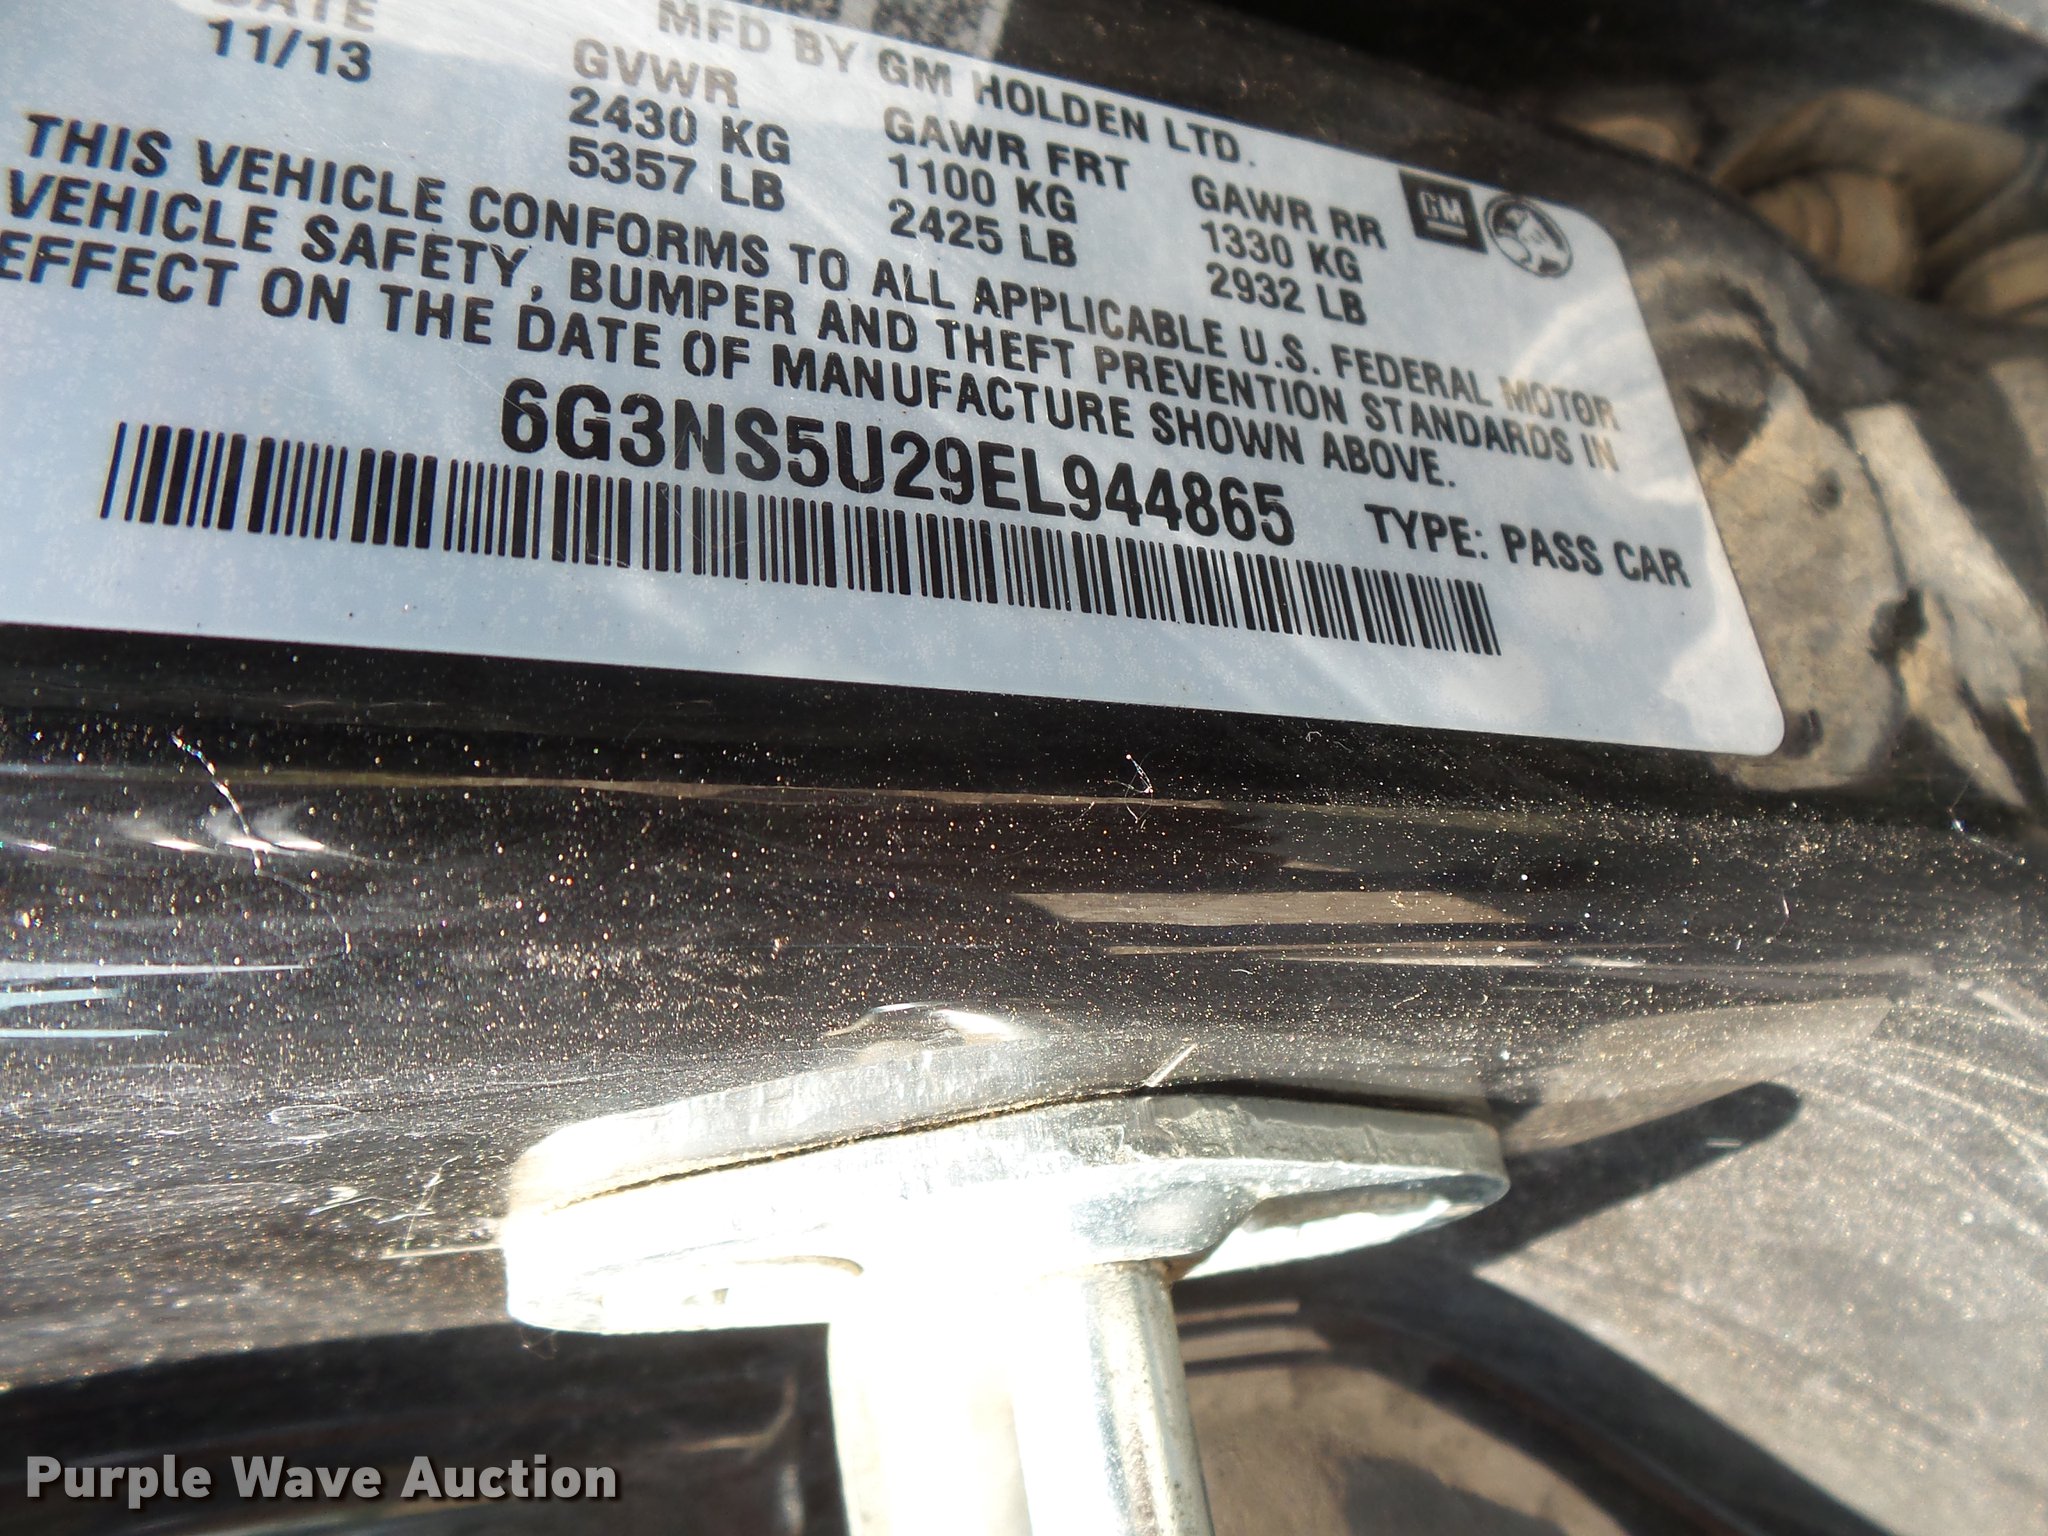 DATE
11/13
MFD BY GM HOLDEN LTD.
GVWR
2430 KG
5357 LB
GAWR FRT
1100 KG
2425 LB
GAWR RR
1330 KG
2932 LB
GM
THIS VEHICLE CONFORMS TO ALL APPLICABLE U.S. FEDERAL MOTOR
VEHICLE SAFETY, BUMPER AND THEFT PREVENTION STANDARDS IN
EFFECT ON THE DATE OF MANUFACTURE SHOWN ABOVE.
6G3NS5U29EL944865
TYPE: PASS CAR
Purple Wave Auction